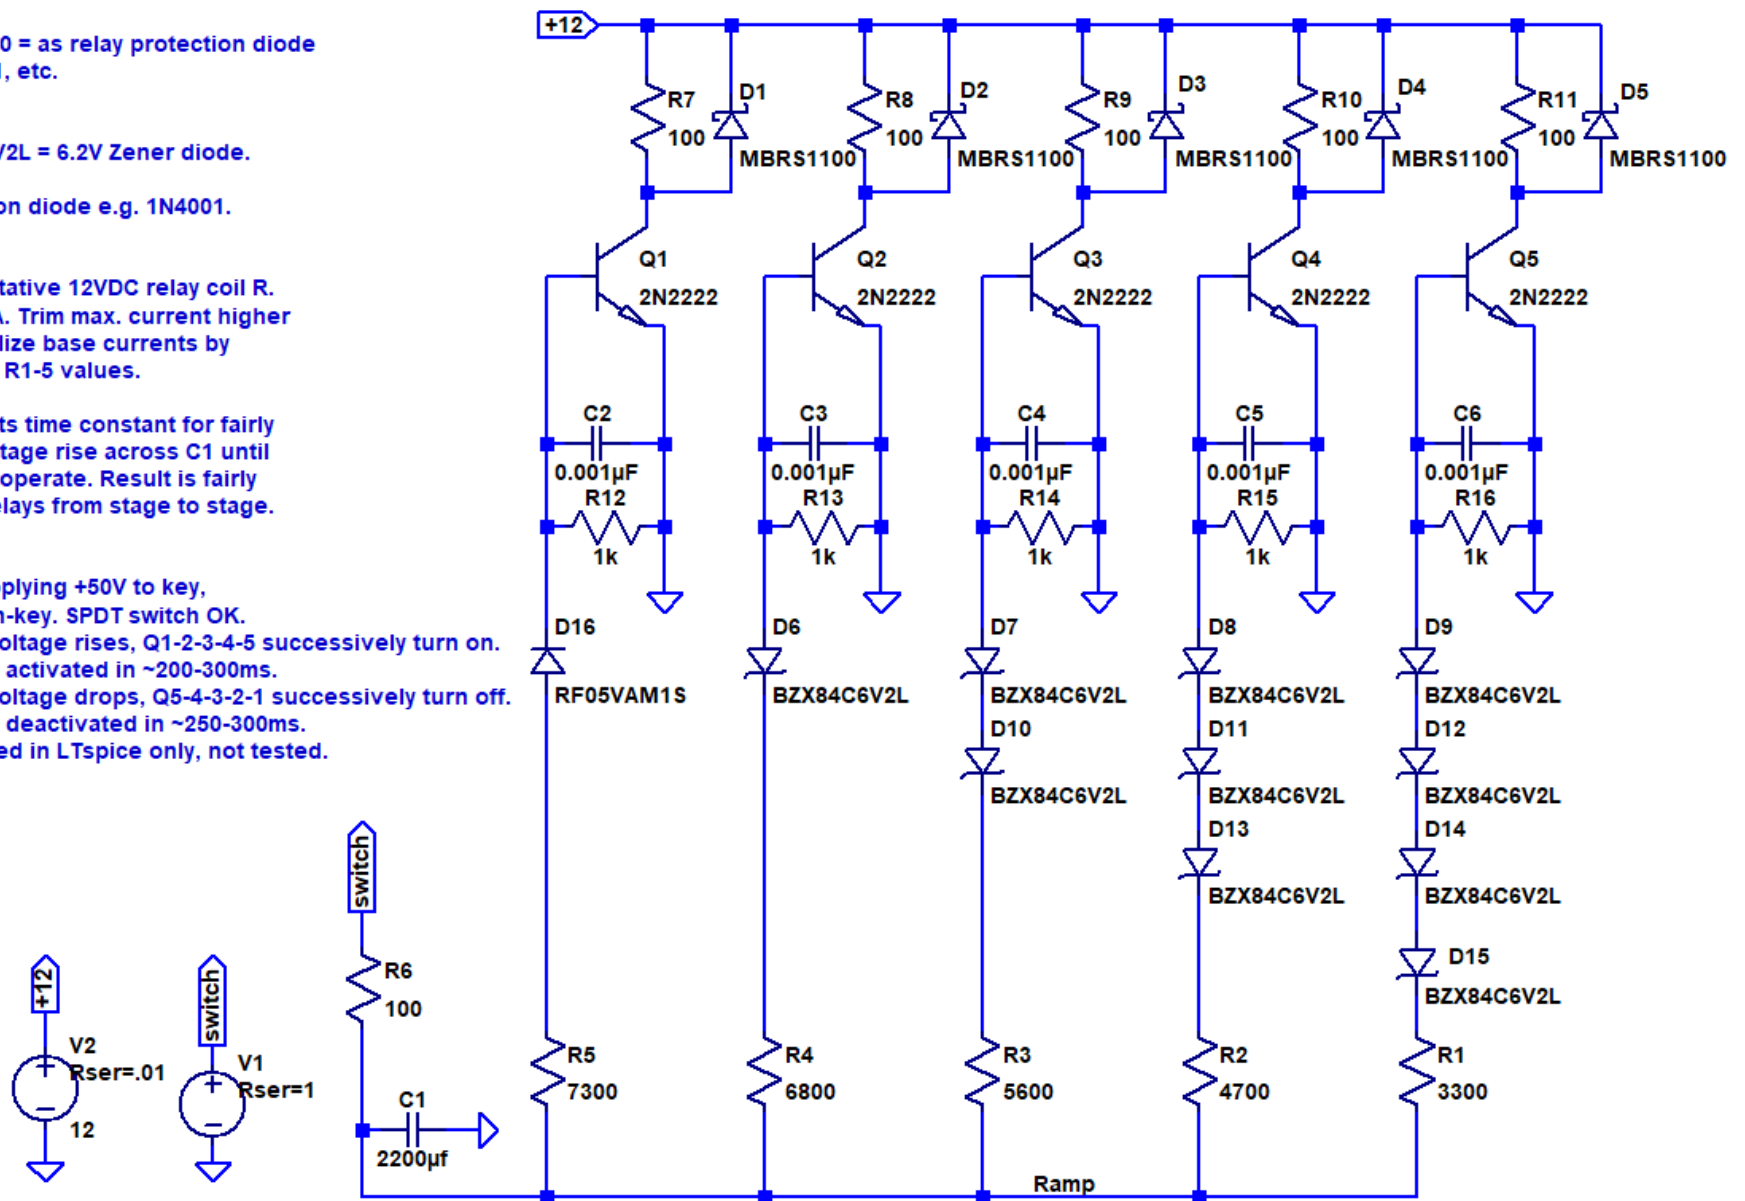 0 = as relay protection diode
, etc.
V2L = 6.2V Zener diode.
on diode e.g. 1N4001.
tative 12VDC relay coil R.
. Trim max. current higher
lize base currents by
R1-5 values.
ts time constant for fairly
tage rise across C1 until
operate. Result is fairly
elays from stage to stage.
plying +50V to key,
n-key. SPDT switch OK.
oltage rises, Q1-2-3-4-5 successively turn on.
activated in ~200-300ms.
oltage drops, Q5-4-3-2-1 successively turn off.
deactivated in ~250-300ms.
ed in LTspice only, not tested.
+12
R7
100
D1
MBRS1100
R8
100
D2
MBRS1100
R9
100
D3
MBRS1100
R10
100
D4
MBRS1100
R11
100
D5
MBRS1100
Q1
2N2222
Q2
2N2222
Q3
2N2222
Q4
2N2222
Q5
2N2222
C2
0.001µF
R12
1k
C3
0.001µF
R13
1k
C4
0.001µF
R14
1k
C5
0.001µF
R15
1k
C6
0.001µF
R16
1k
D16
RF05VAM1S
D6
BZX84C6V2L
D7
BZX84C6V2L
D10
BZX84C6V2L
D8
BZX84C6V2L
D11
BZX84C6V2L
D13
BZX84C6V2L
D9
BZX84C6V2L
D12
BZX84C6V2L
D14
BZX84C6V2L
D15
BZX84C6V2L
+12
V2
Rser=.01
12
switch
V1
Rser=1
switch
R6
100
C1
2200µf
R5
7300
R4
6800
R3
5600
R2
4700
R1
3300
Ramp